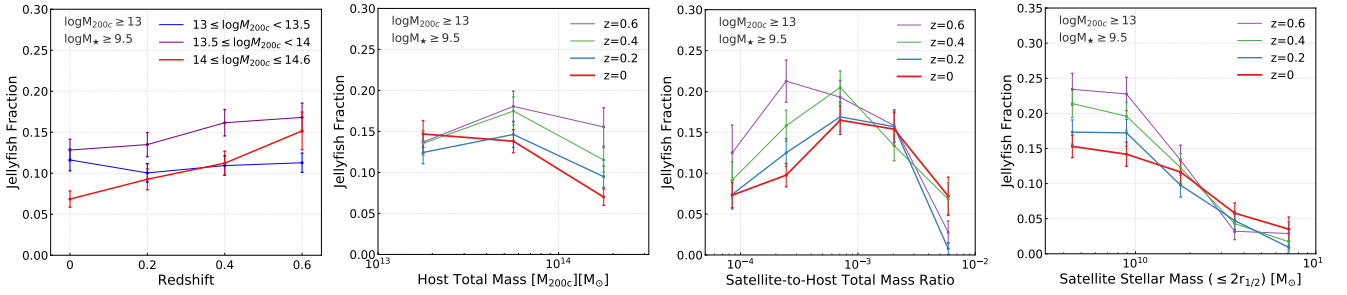 logM200c ≥ 13
logM⋆ ≥ 9.5
13 ≤ logM200c < 13.5
13.5 ≤ logM200c < 14
14 ≤ logM200c ≤ 14.6
Jellyfish Fraction
0.30
0.25
0.20
0.15
0.10
0.05
0.00
0 0.2 0.4 0.6
Redshift
logM200c ≥ 13
logM⋆ ≥ 9.5
z=0.6
z=0.4
z=0.2
z=0
Jellyfish Fraction
0.30
0.25
0.20
0.15
0.10
0.05
0.00
10^13 10^14
Host Total Mass [M200c][M⊙]
logM200c ≥ 13
logM⋆ ≥ 9.5
z=0.6
z=0.4
z=0.2
z=0
Jellyfish Fraction
0.30
0.25
0.20
0.15
0.10
0.05
0.00
10^−4 10^−3 10^−2
Satellite-to-Host Total Mass Ratio
logM200c ≥ 13
logM⋆ ≥ 9.5
z=0.6
z=0.4
z=0.2
z=0
Jellyfish Fraction
0.35
0.30
0.25
0.20
0.15
0.10
0.05
0.00
10^10 10^1
Satellite Stellar Mass (≤2r1/2) [M⊙]